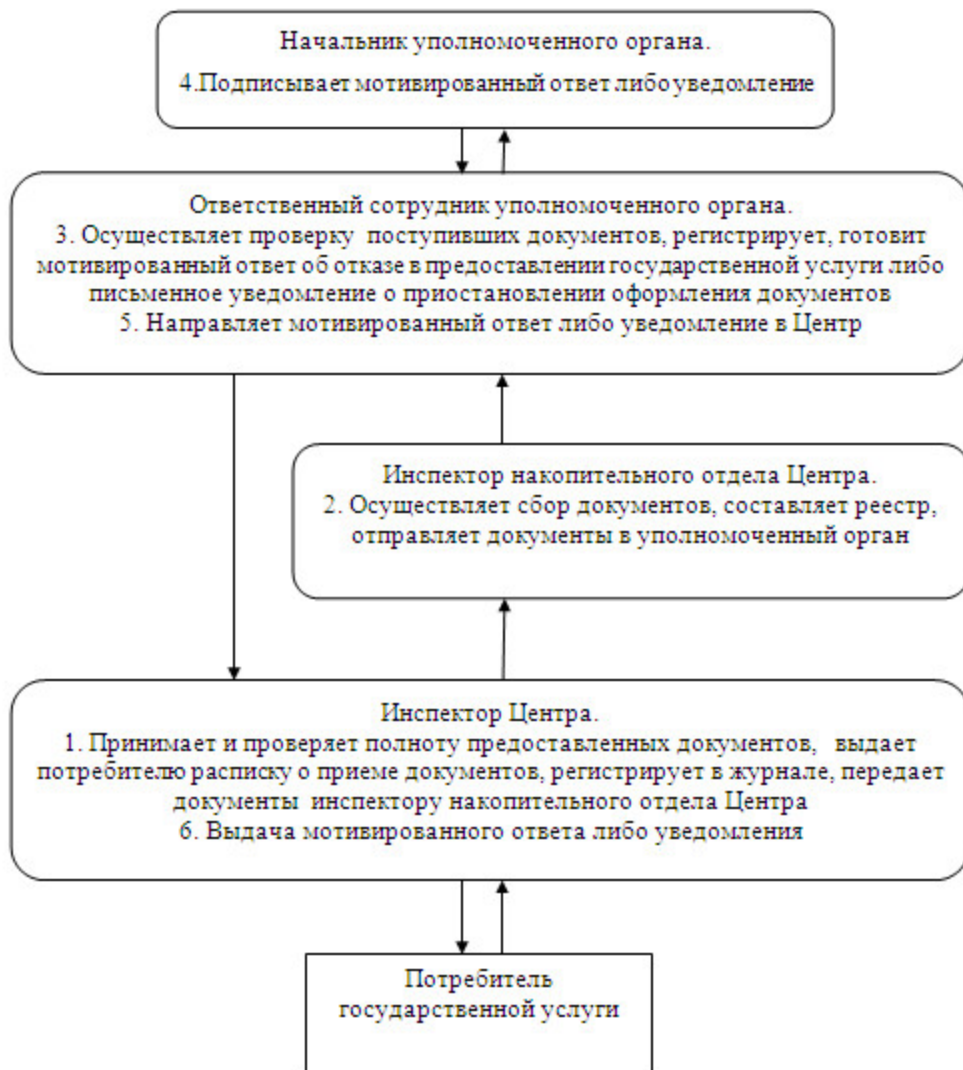 Начальник уполномоченного органа.
4.Подписывает мотивированный ответ либо уведомление
Ответственный сотрудник уполномоченного органа.
3. Осуществляет проверку поступивших документов, регистрирует, готовит
мотивированный ответ об отказе в предоставлении государственной услуги либо
письменное уведомление о приостановлении оформления документов
5. Направляет мотивированный ответ либо уведомление в Центр
Инспектор накопительного отдела Центра.
2. Осуществляет сбор документов, составляет реестр,
отправляет документы в уполномоченный орган
Инспектор Центра.
1. Принимает и проверяет полноту предоставленных документов, выдает
потребителю расписку о приеме документов, регистрирует в журнале, передает
документы инспектору накопительного отдела Центра
6. Выдача мотивированного ответа либо уведомления
Потребитель
государственной услуги